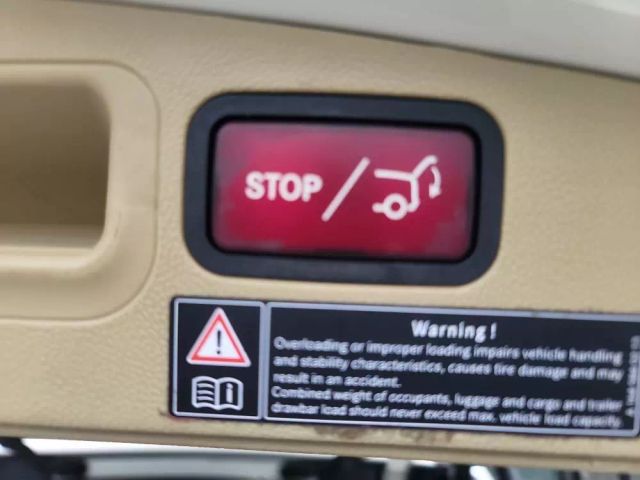 STOP
Warning!
Overloading or improper loading impairs vehicle handling
and stability characteristics, causes tire damage and may
result in an accident.
Combined weight of occupants, luggage and cargo and trailer
drawbar load should never exceed max. vehicle load capacity.